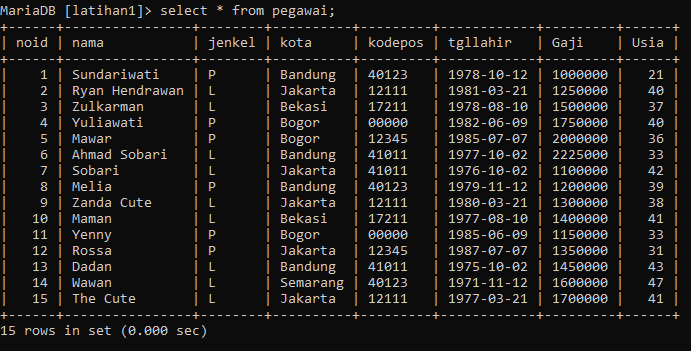 MariaDB [latihan1]> select * from pegawai;
+------+----------------+--------+----------+---------+------------+---------+------+
| noid | nama           | jenkel | kota     | kodepos | tgllahir   | Gaji    | Usia |
+------+----------------+--------+----------+---------+------------+---------+------+
|    1 | Sundariwati    | P      | Bandung  | 40123   | 1978-10-12 | 1000000 |   21 |
|    2 | Ryan Hendrawan | L      | Jakarta  | 12111   | 1981-03-21 | 1250000 |   40 |
|    3 | Zulkarman      | L      | Bekasi   | 17211   | 1978-08-10 | 1500000 |   37 |
|    4 | Yuliawati      | P      | Bogor    | 00000   | 1982-06-09 | 1750000 |   40 |
|    5 | Mawar          | P      | Bogor    | 12345   | 1985-07-07 | 2000000 |   36 |
|    6 | Ahmad Sobari   | L      | Bandung  | 41011   | 1977-10-02 | 2225000 |   33 |
|    7 | Sobari         | L      | Jakarta  | 41011   | 1976-10-02 | 1100000 |   42 |
|    8 | Melia          | P      | Bandung  | 40123   | 1979-11-12 | 1200000 |   39 |
|    9 | Zanda Cute     | L      | Jakarta  | 12111   | 1980-03-21 | 1300000 |   38 |
|   10 | Maman          | L      | Bekasi   | 17211   | 1977-08-10 | 1400000 |   41 |
|   11 | Yenny          | P      | Bogor    | 00000   | 1985-06-09 | 1150000 |   33 |
|   12 | Rossa          | P      | Jakarta  | 12345   | 1987-07-07 | 1350000 |   31 |
|   13 | Dadan          | L      | Bandung  | 41011   | 1975-10-02 | 1450000 |   43 |
|   14 | Wawan          | L      | Semarang | 40123   | 1971-11-12 | 1600000 |   47 |
|   15 | The Cute       | L      | Jakarta  | 12111   | 1977-03-21 | 1700000 |   41 |
+------+----------------+--------+----------+---------+------------+---------+------+
15 rows in set (0.000 sec)